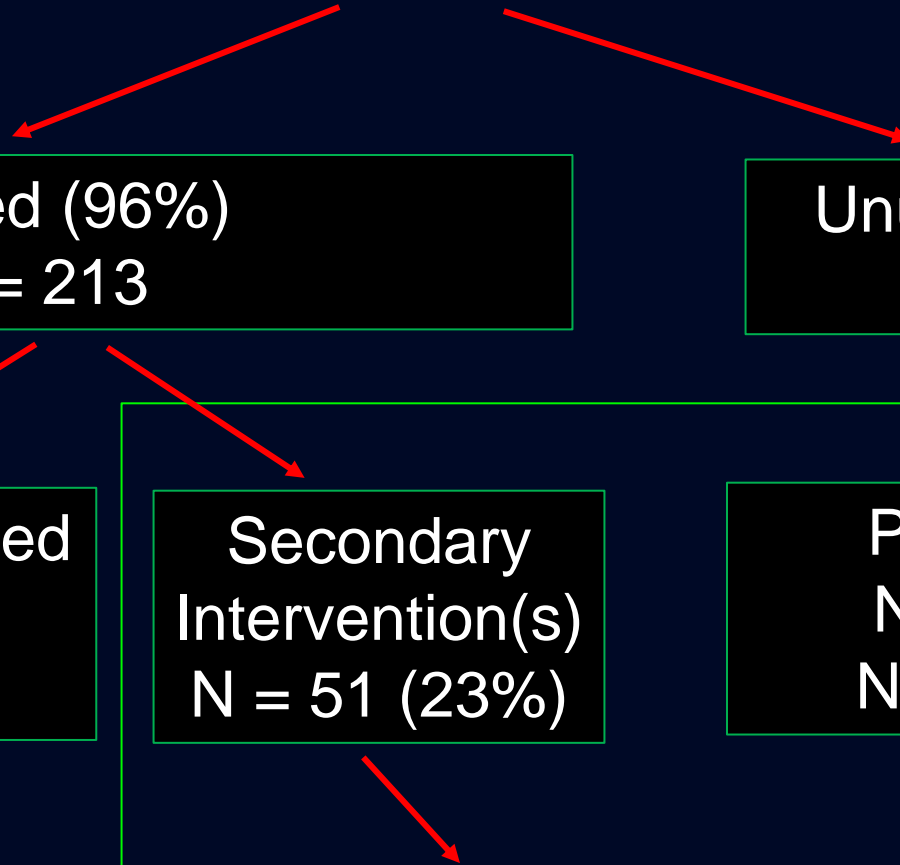 ed (96%)
= 213
Un
ed
Secondary
Intervention(s)
N = 51 (23%)
P
N
N